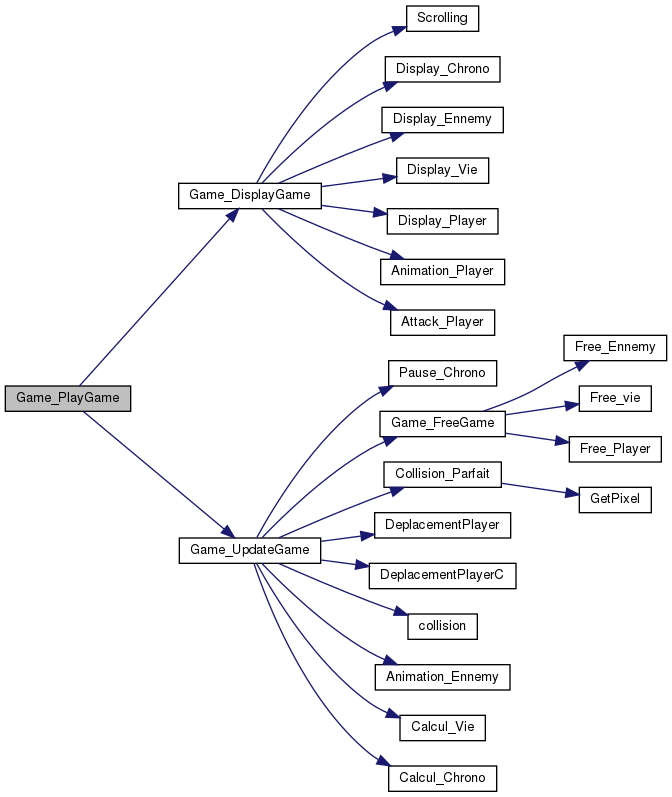 Scrolling
Display_Chrono
Display_Ennemy
Display_Vie
Game_DisplayGame
Display_Player
Animation_Player
Attack_Player
Free_Ennemy
Pause_Chrono
Game_PlayGame
Free_vie
Game_FreeGame
Free_Player
Collision_Parfait
GetPixel
DeplacementPlayer
Game_UpdateGame
DeplacementPlayerC
collision
Animation_Ennemy
Calcul_Vie
Calcul_Chrono